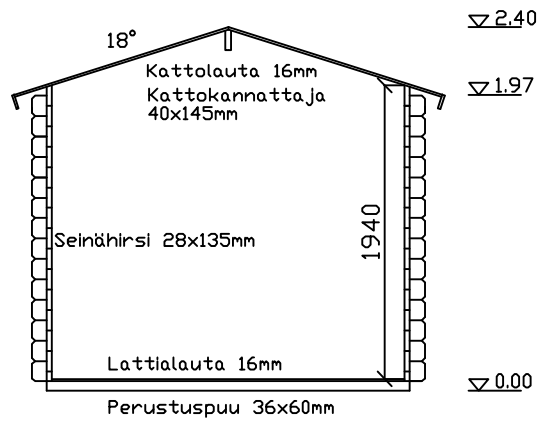 2.40
18°
Kattolauta 16mm
1.97
Kattokannattaja
40x145mm
1940
Seinähirsi 28x135mm
Lattialauta 16mm
0.00
Perustuspuu 36x60mm